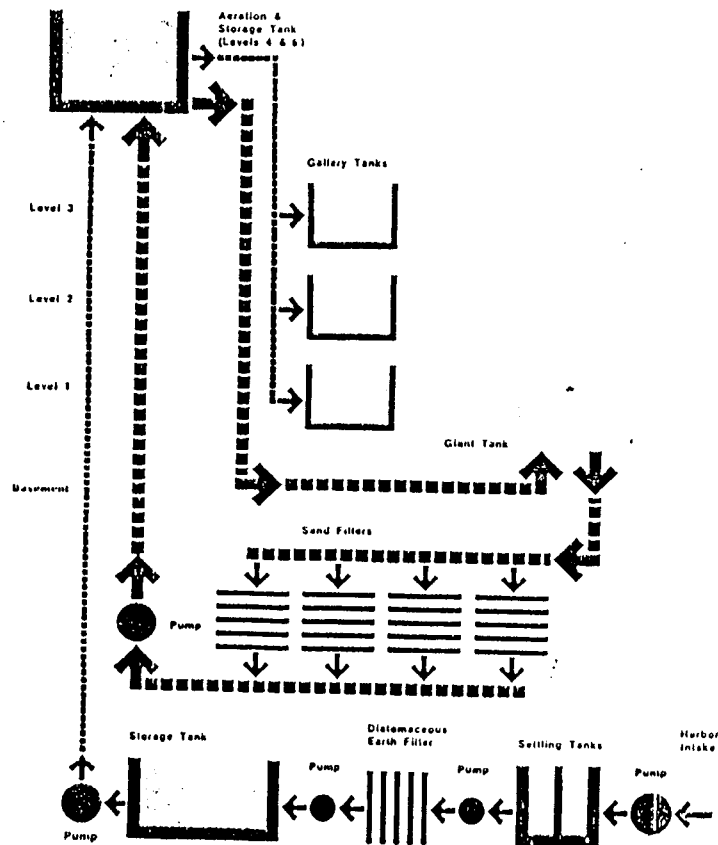 Aeration &
Storage Tank
(Levels 4 & 6)
Gallery Tanks
Level 3
Level 2
Level 1
Giant Tank
Basement
Sand Filters
Pump
Storage Tank
Diatomaceous
Earth Filter
Settling Tanks
Harbor
Intake
Pump
Pump
Pump
Pump